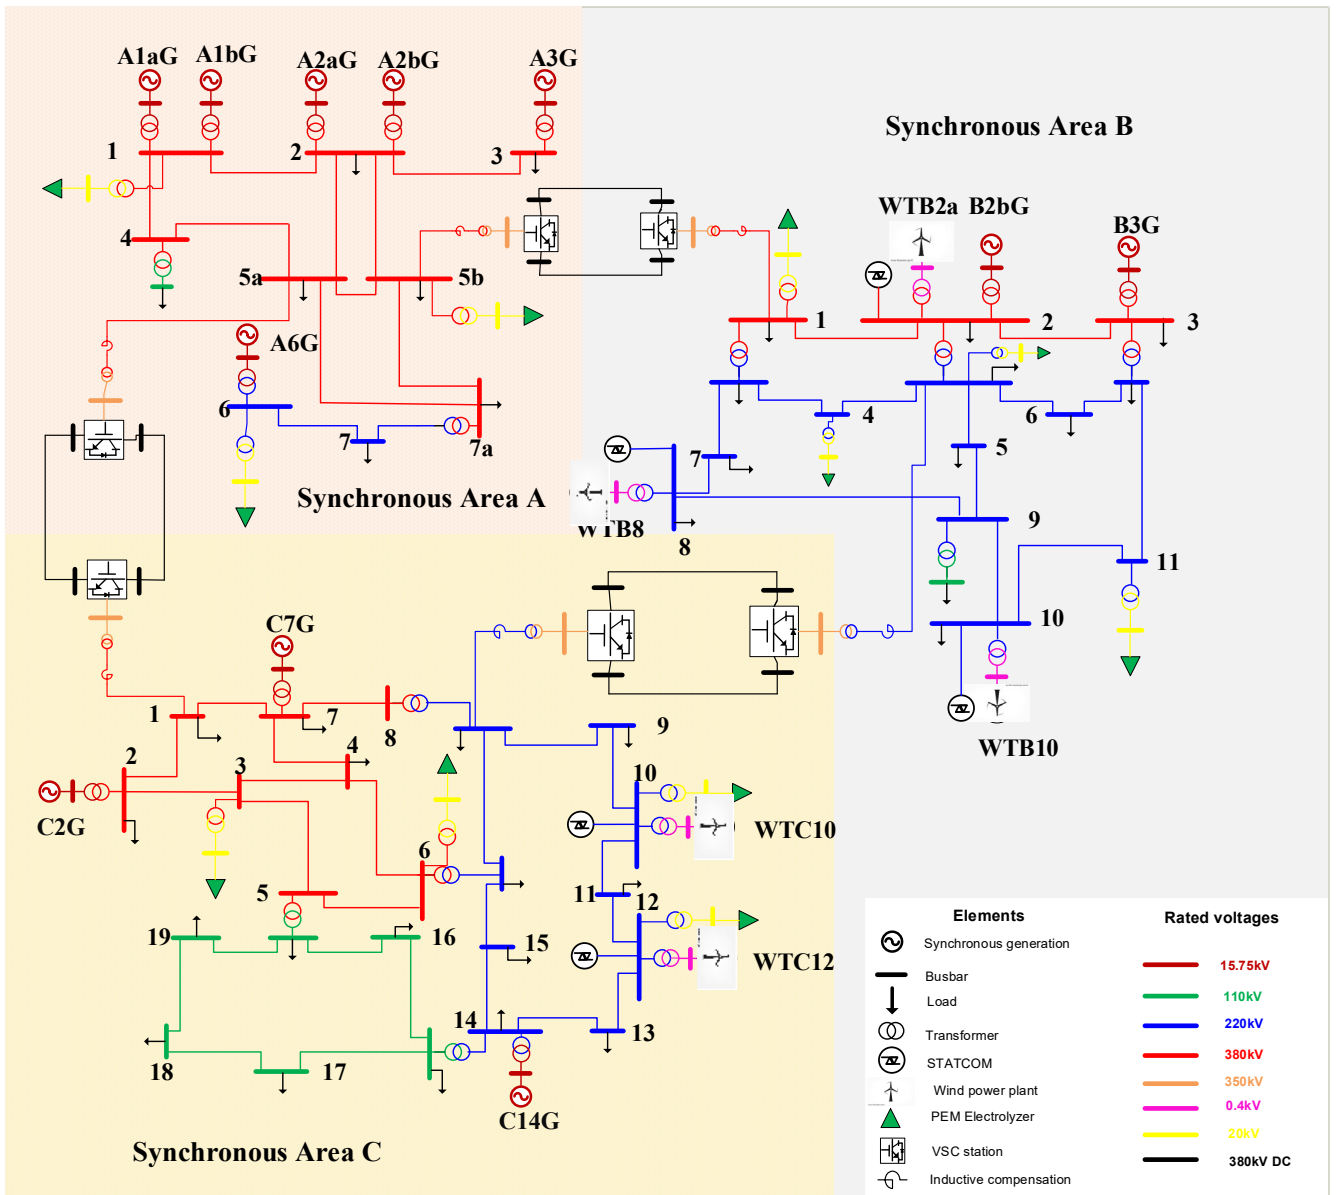 A1aG A1bG A2aG A2bG A3G
1 2 3
4
5a 5b
A6G
6
7 7a
Synchronous Area A
Synchronous Area B
WTB2a B2bG
B3G
1 2 3
4 6
5
7
WTB8
8
9
11
10
WTB10
C7G
1 7
8
2
3 4
C2G
6
5
9
10
WTC10
11
12
WTC12
19 16
15
14
13
18 17
C14G
Synchronous Area C
Elements
Synchronous generation
Busbar
Load
Transformer
STATCOM
Wind power plant
PEM Electrolyzer
VSC station
Inductive compensation
Rated voltages
15.75kV
110kV
220kV
380kV
350kV
0.4kV
20kV
380kV DC